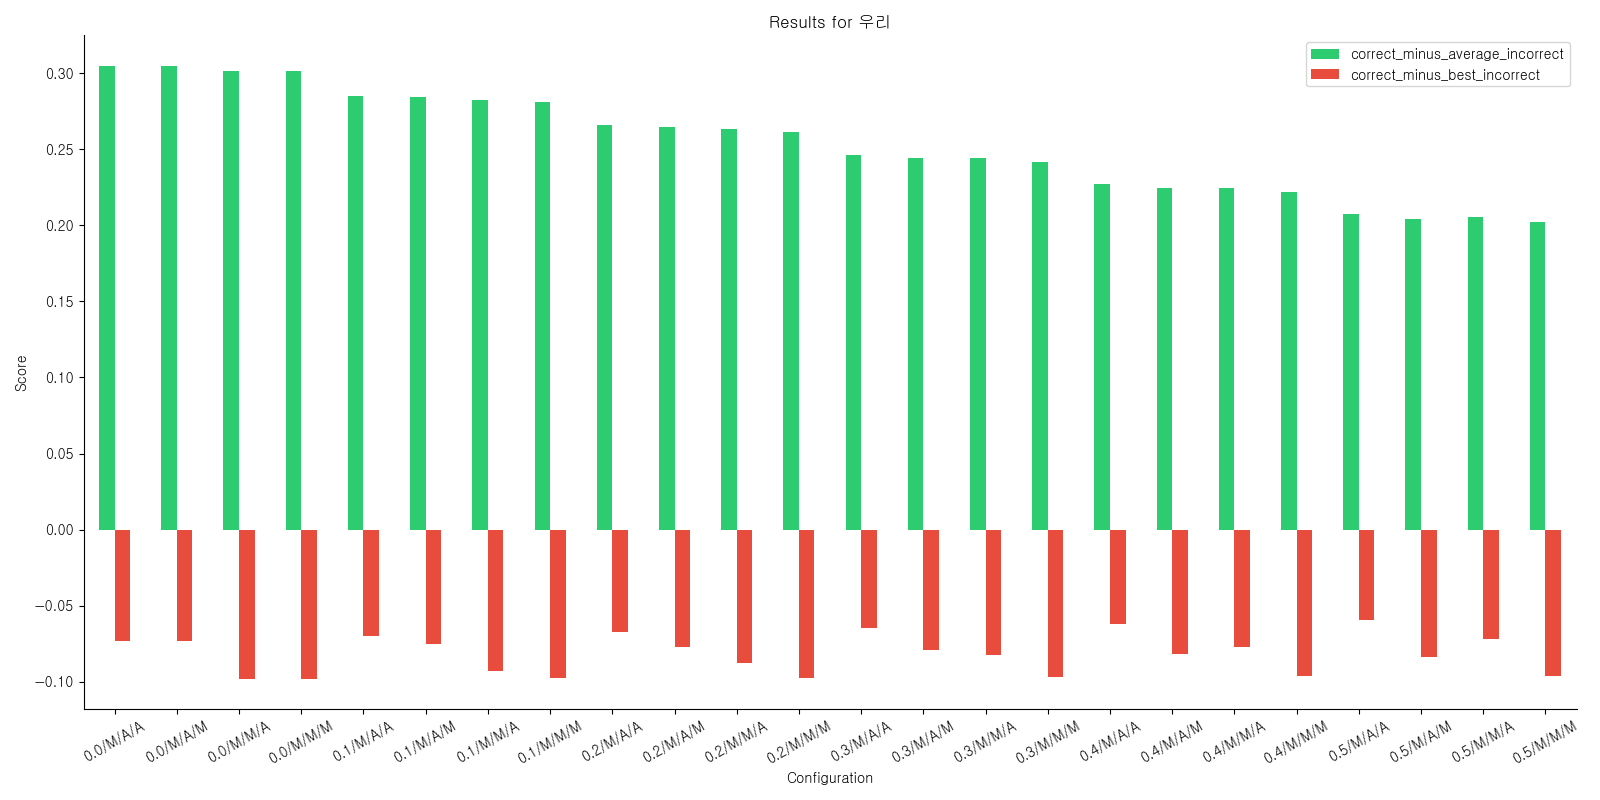 Results for 우리
correct_minus_average_incorrect
correct_minus_best_incorrect
Score
0.30
0.25
0.20
0.15
0.10
0.05
0.00
−0.05
−0.10
0.0/M/A/A
0.0/M/A/M
0.0/M/M/A
0.0/M/M/M
0.1/M/A/A
0.1/M/A/M
0.1/M/M/A
0.1/M/M/M
0.2/M/A/A
0.2/M/A/M
0.2/M/M/A
0.2/M/M/M
0.3/M/A/A
0.3/M/A/M
0.3/M/M/A
0.3/M/M/M
0.4/M/A/A
0.4/M/A/M
0.4/M/M/A
0.4/M/M/M
0.5/M/A/A
0.5/M/A/M
0.5/M/M/A
0.5/M/M/M
Configuration